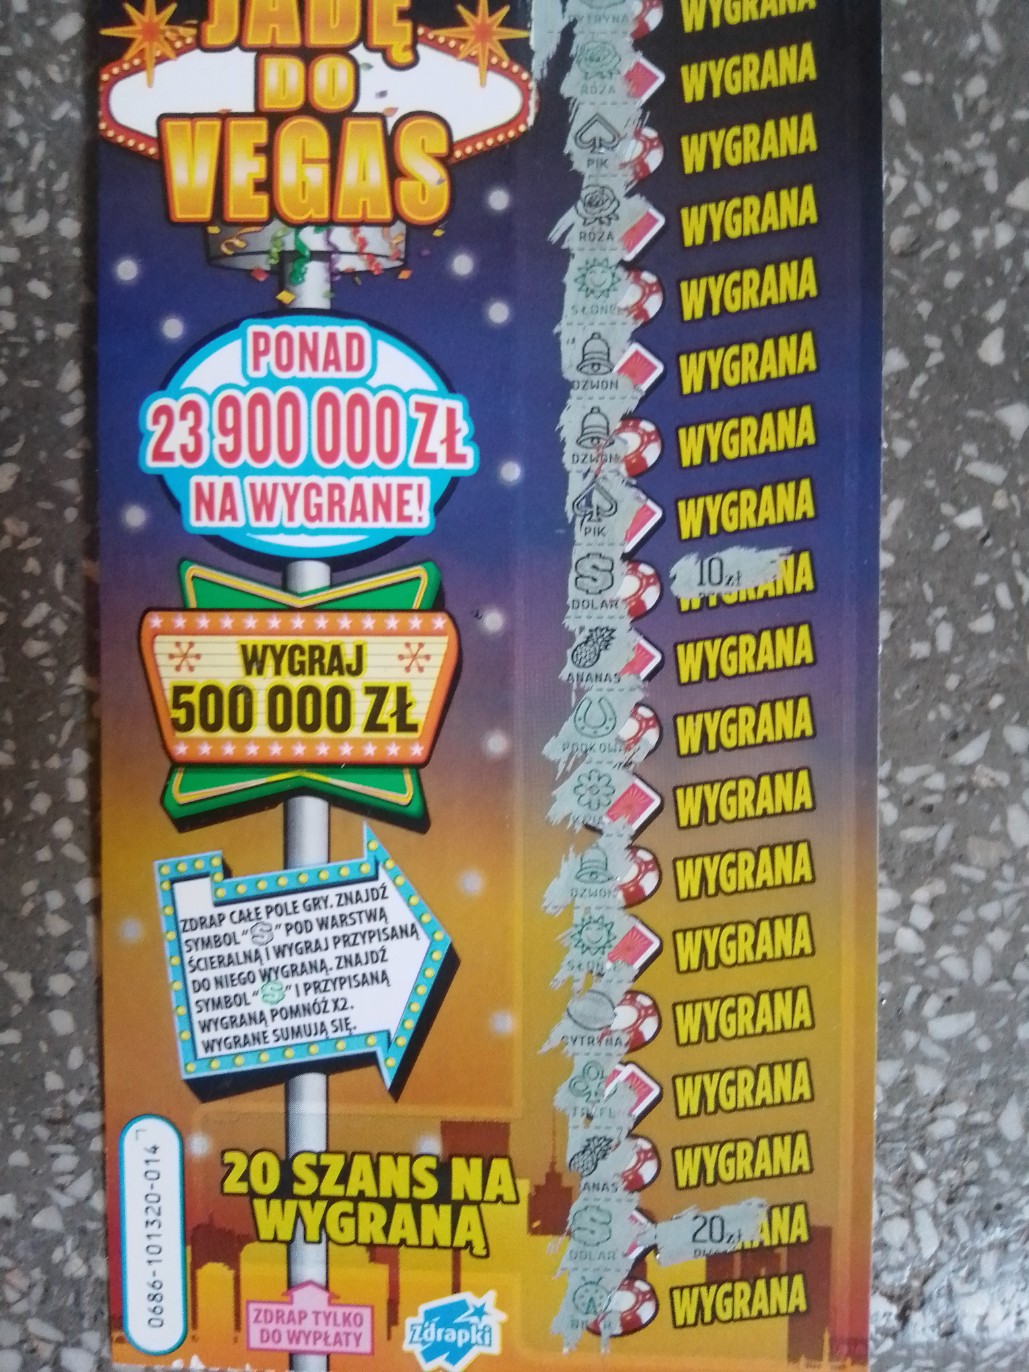 JADĘ
DO
VEGAS
PONAD
23 900 000 ZŁ
NA WYGRANE!
WYGRAJ
500 000 ZŁ
ZDRAP CAŁE POLE GRY. ZNAJDŹ
SYMBOL "$" POD WARSTWĄ
ŚCIERALNĄ I WYGRAJ PRZYPISANĄ
DO NIEGO WYGRANĄ. ZNAJDŹ
SYMBOL "$" I PRZYPISANĄ
WYGRANĄ POMNÓŻ X2.
WYGRANE SUMUJĄ SIĘ.
20 SZANS NA
WYGRANĄ
0686-101320-014
ZDRAP TYLKO
DO WYPŁATY
Zdrapki
WYGRANA
RÓŻA WYGRANA
PIK WYGRANA
RÓŻA WYGRANA
SŁOŃCE WYGRANA
DZWON WYGRANA
DZWON WYGRANA
PIK WYGRANA
DOLAR 10zł
ANANAS WYGRANA
PODKOWA WYGRANA
WYGRANA
DZWON WYGRANA
WYGRANA
CYTRYNA WYGRANA
WYGRANA
ANANAS WYGRANA
DOLAR 20zł
WYGRANA